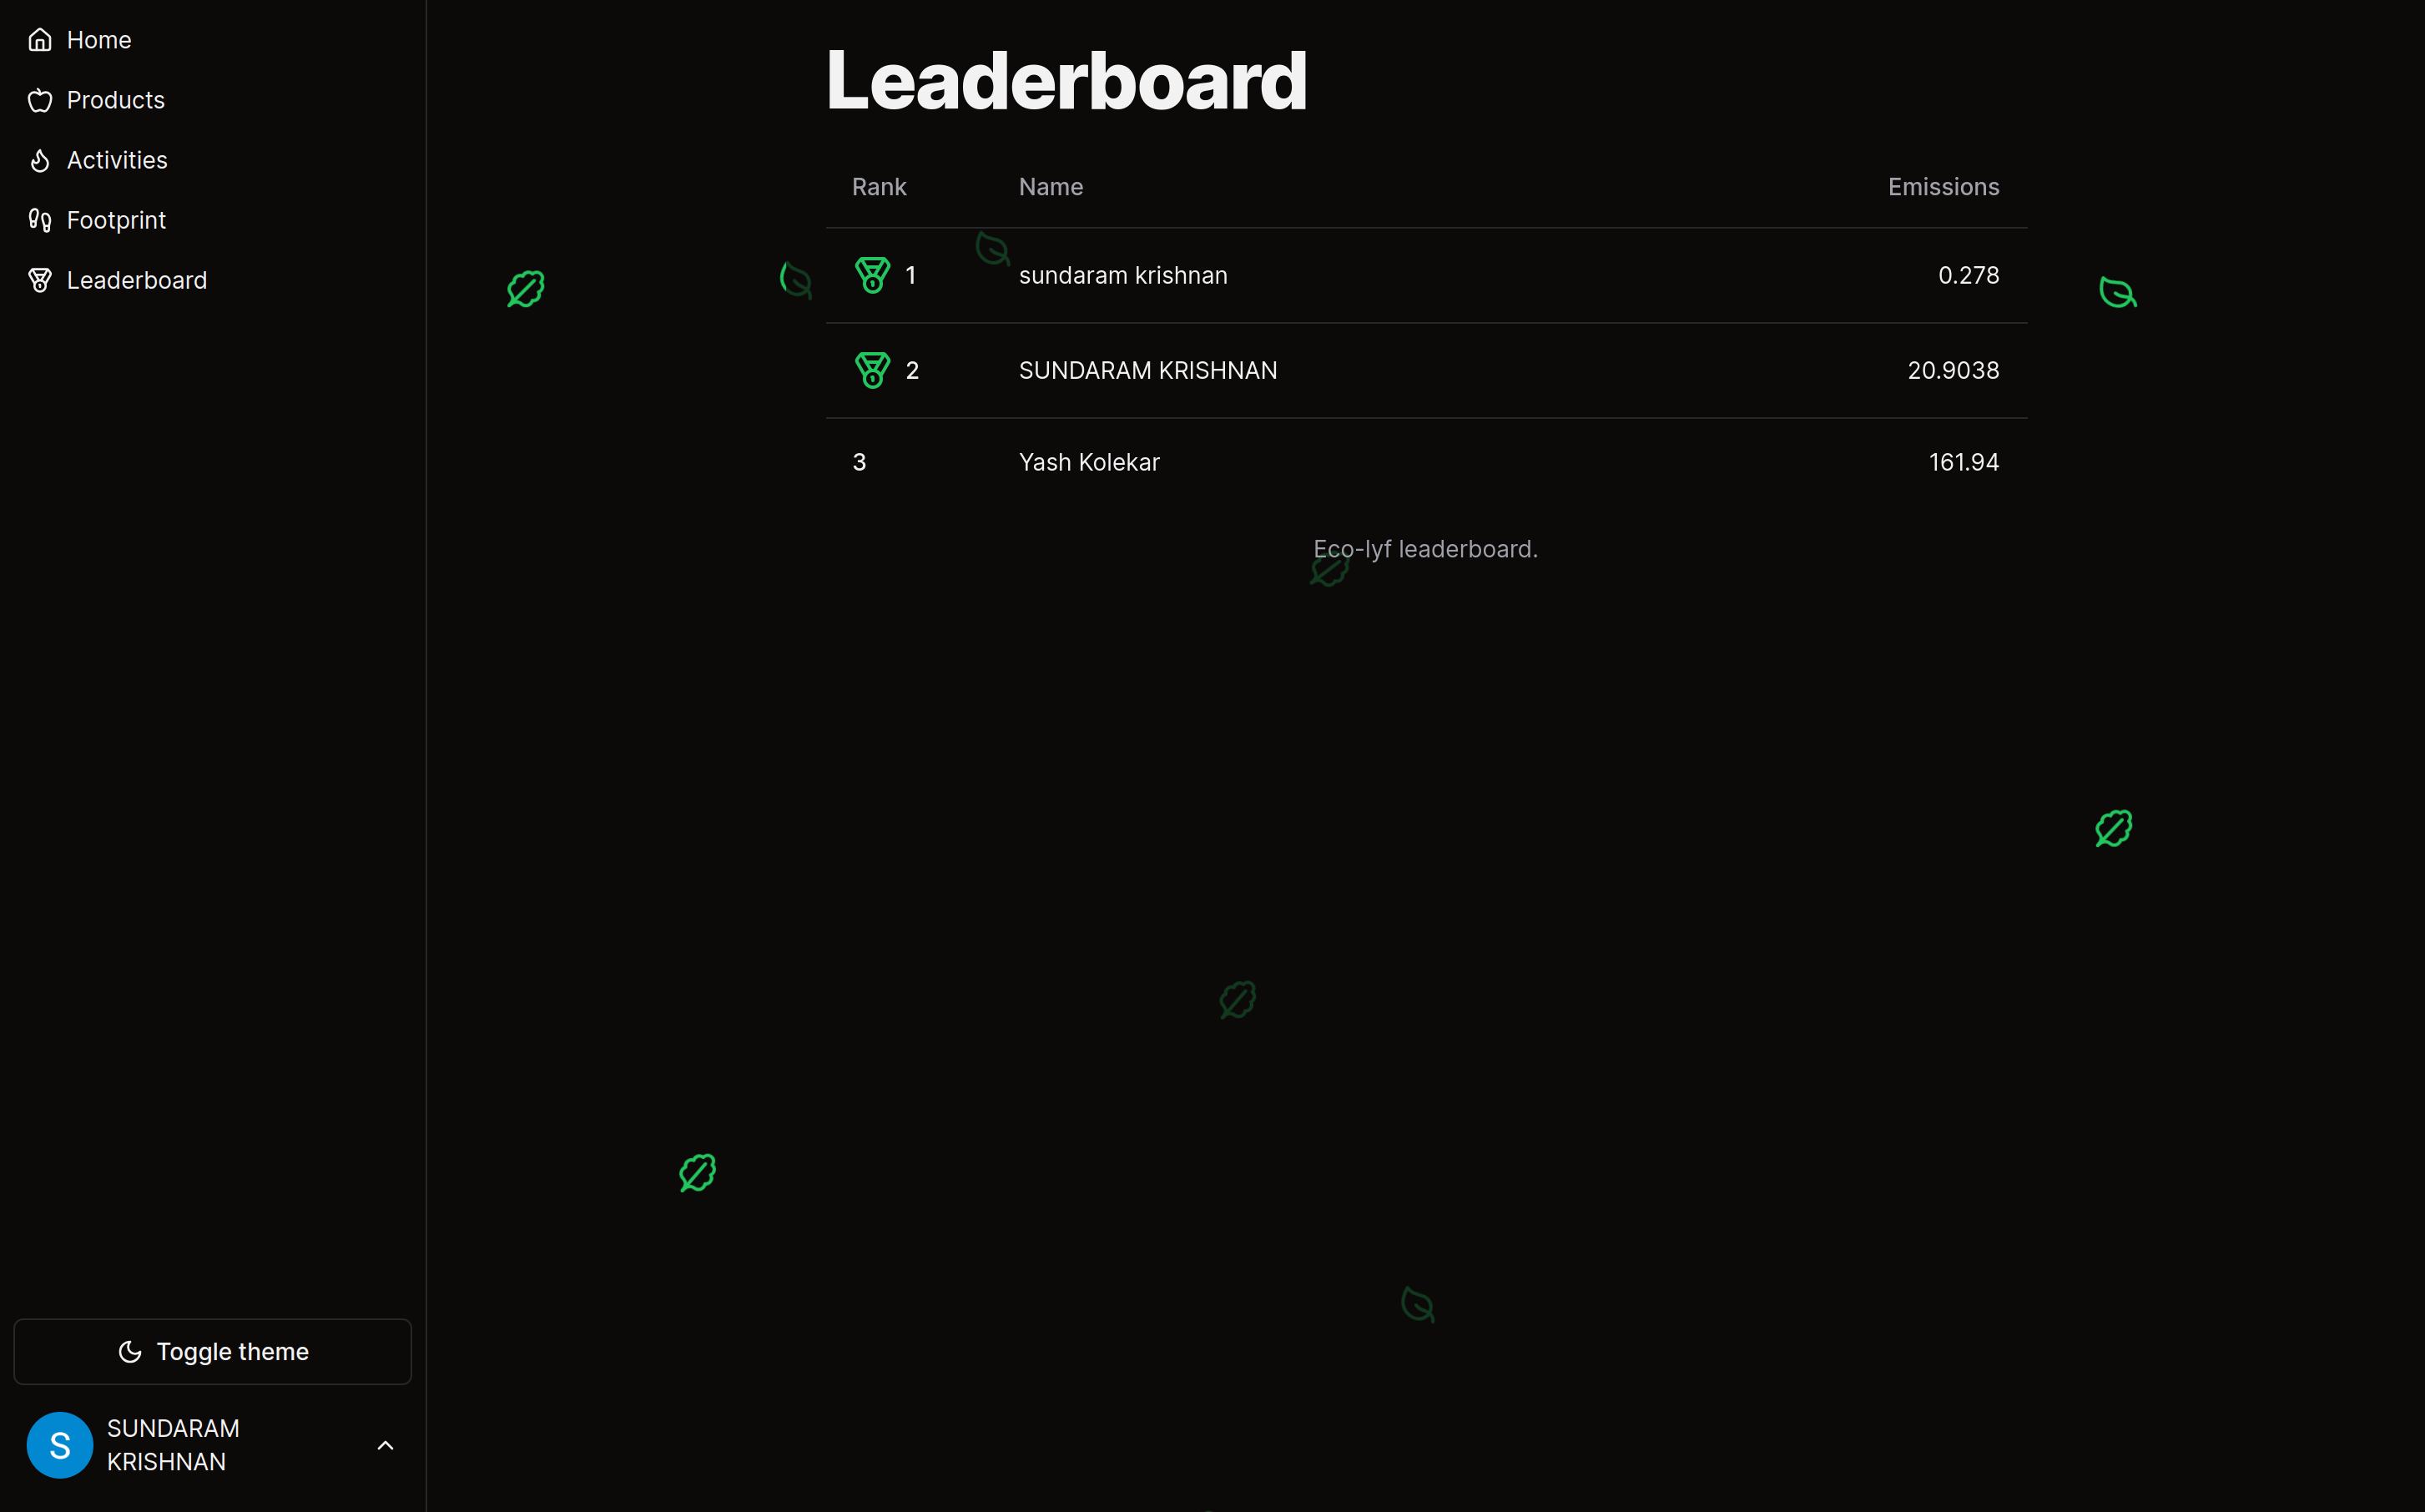 Home
Products
Activities
Footprint
Leaderboard
Leaderboard
Rank Name Emissions
1 sundaram krishnan 0.278
2 SUNDARAM KRISHNAN 20.9038
3 Yash Kolekar 161.94
Eco-lyf leaderboard.
Toggle theme
S
SUNDARAM
KRISHNAN